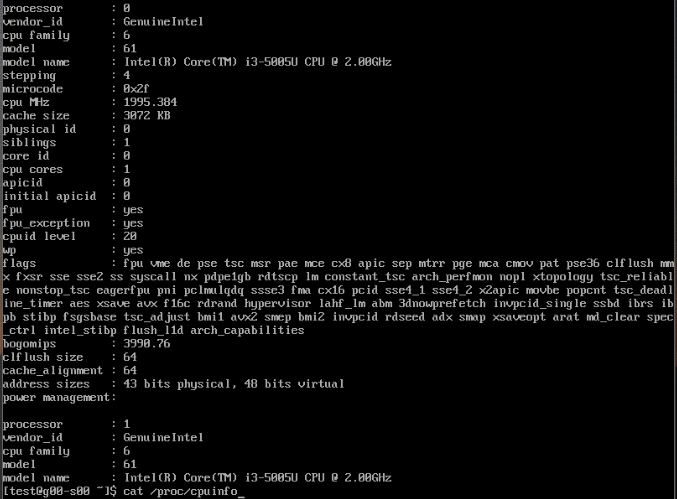 processor       : 0
vendor_id       : GenuineIntel
cpu family      : 6
model           : 61
model name      : Intel(R) Core(TM) i3-5005U CPU @ 2.00GHz
stepping        : 4
microcode       : 0x2f
cpu MHz         : 1995.384
cache size      : 3072 KB
physical id     : 0
siblings        : 1
core id         : 0
cpu cores       : 1
apicid          : 0
initial apicid  : 0
fpu             : yes
fpu_exception   : yes
cpuid level     : 20
wp              : yes
flags           : fpu vme de pse tsc msr pae mce cx8 apic sep mtrr pge mca cmov pat pse36 clflush mm
x fxsr sse sse2 ss syscall nx pdpe1gb rdtscp lm constant_tsc arch_perfmon nopl xtopology tsc_reliabl
e nonstop_tsc eagerfpu pni pclmulqdq ssse3 fma cx16 pcid sse4_1 sse4_2 x2apic movbe popcnt tsc_deadl
ine_timer aes xsave avx f16c rdrand hypervisor lahf_lm abm 3dnowprefetch invpcid_single ssbd ibrs ib
pb stibp fsgsbase tsc_adjust bmi1 avx2 smep bmi2 invpcid rdseed adx smap xsaveopt arat md_clear spec
_ctrl intel_stibp flush_l1d arch_capabilities
bogomips        : 3990.76
clflush size    : 64
cache_alignment : 64
address sizes   : 43 bits physical, 48 bits virtual
power management:
processor       : 1
vendor_id       : GenuineIntel
cpu family      : 6
model           : 61
model name      : Intel(R) Core(TM) i3-5005U CPU @ 2.00GHz
[test@g00-s00 ~]$ cat /proc/cpuinfo_